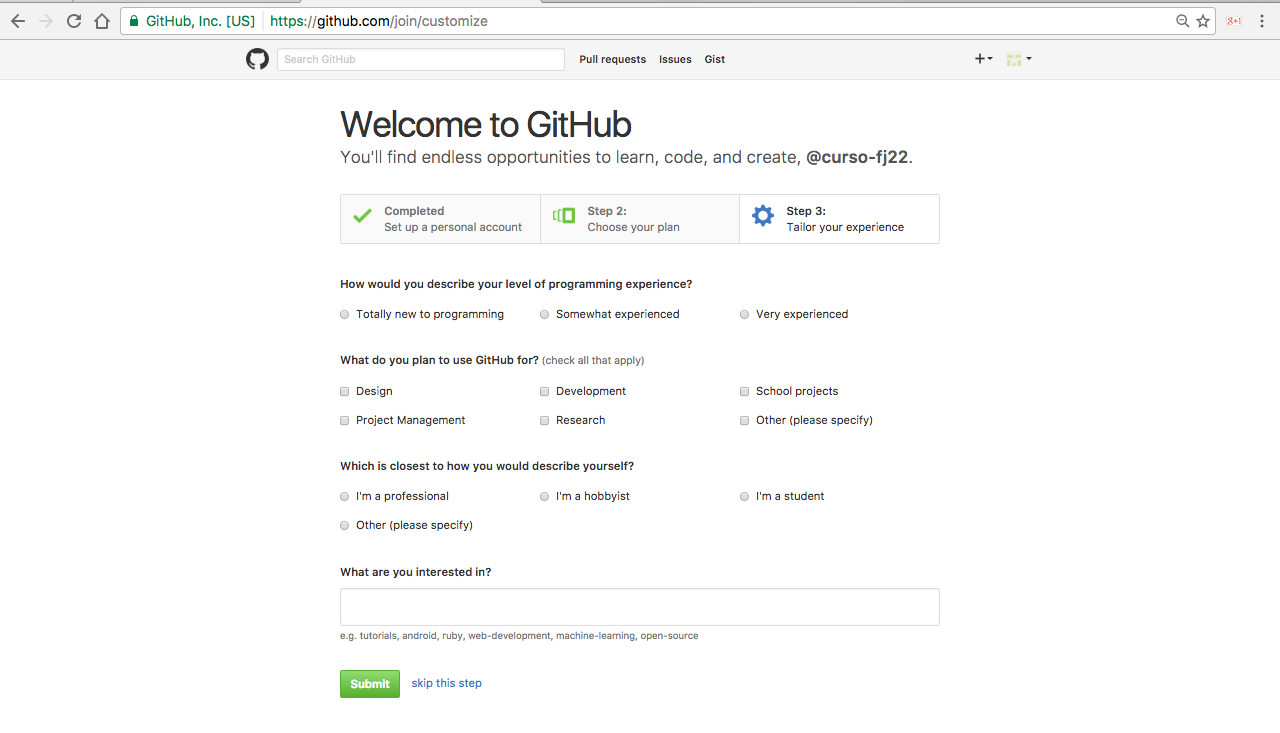 GitHub, Inc. [US] https://github.com/join/customize
Search GitHub Pull requests Issues Gist
Welcome to GitHub
You'll find endless opportunities to learn, code, and create, @curso-fj22.
Completed
Set up a personal account
Step 2:
Choose your plan
Step 3:
Tailor your experience
How would you describe your level of programming experience?
Totally new to programming Somewhat experienced Very experienced
What do you plan to use GitHub for? (check all that apply)
Design Development School projects
Project Management Research Other (please specify)
Which is closest to how you would describe yourself?
I'm a professional I'm a hobbyist I'm a student
Other (please specify)
What are you interested in?
e.g. tutorials, android, ruby, web-development, machine-learning, open-source
Submit skip this step